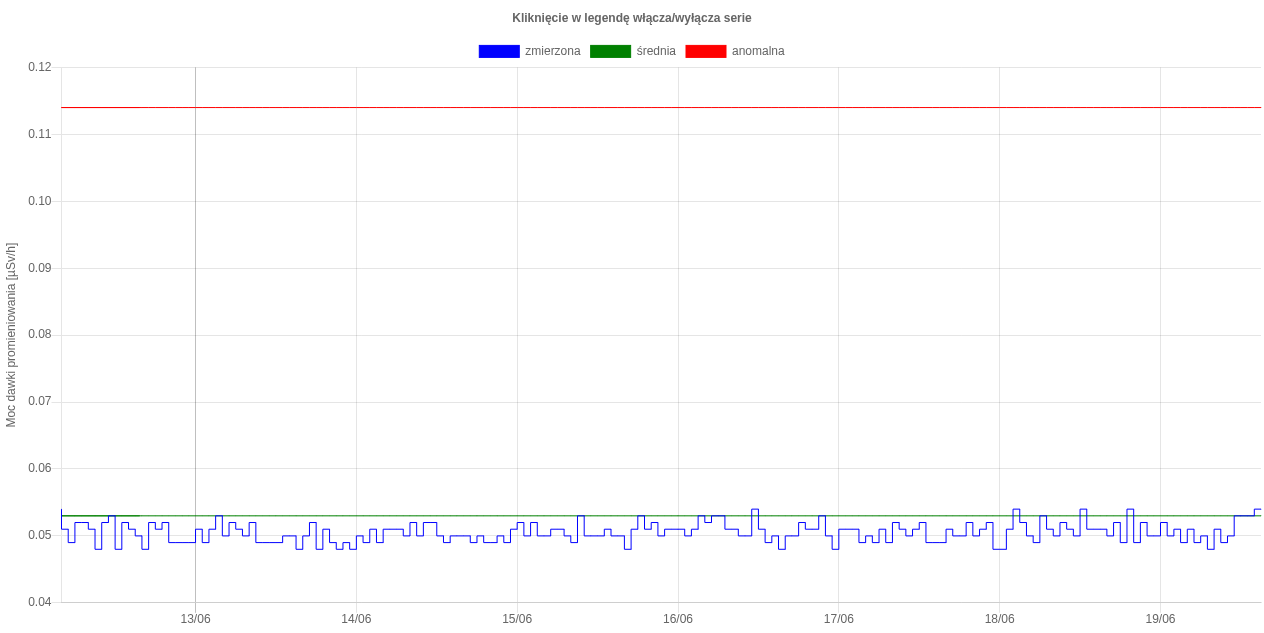 Kliknięcie w legendę włącza/wyłącza serie
zmierzona średnia anomalna
Moc dawki promieniowania [µSv/h]
0.12
0.11
0.10
0.09
0.08
0.07
0.06
0.05
0.04
13/06 14/06 15/06 16/06 17/06 18/06 19/06